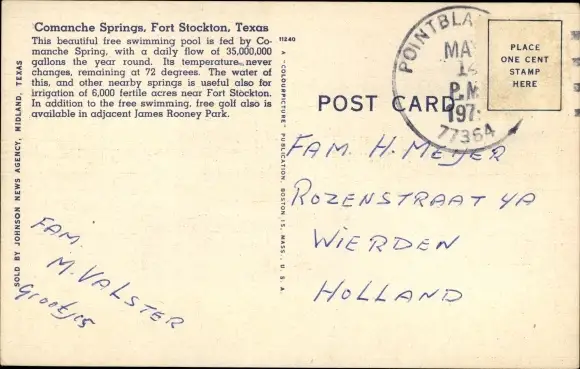 Comanche Springs, Fort Stockton, Texas
This beautiful free swimming pool is fed by Co-
manche Spring, with a daily flow of 35,000,000
gallons the year round. Its temperature never
changes, remaining at 72 degrees. The water of
this, and other nearby springs is useful also for
irrigation of 6,000 fertile acres near Fort Stockton.
In addition to the free swimming, free golf also is
available in adjacent James Rooney Park.
SOLD BY JOHNSON NEWS AGENCY, MIDLAND, TEXAS
11240
A "COLOURPICTURE" PUBLICATION, BOSTON 15, MASS., U. S. A.
POST CARD
POINTBLA
MA
14
P.M
197
77364
PLACE
ONE CENT
STAMP
HERE
FAM. H. MEIJER
ROZENSTRAAT 4A
WIERDEN
HOLLAND
FAM.
M. VALSTER
Groetjes